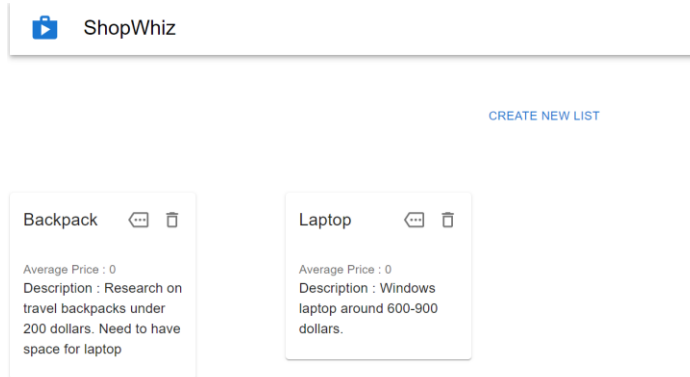 ShopWhiz
CREATE NEW LIST
Backpack
Average Price : 0
Description : Research on
travel backpacks under
200 dollars. Need to have
space for laptop
Laptop
Average Price : 0
Description : Windows
laptop around 600-900
dollars.